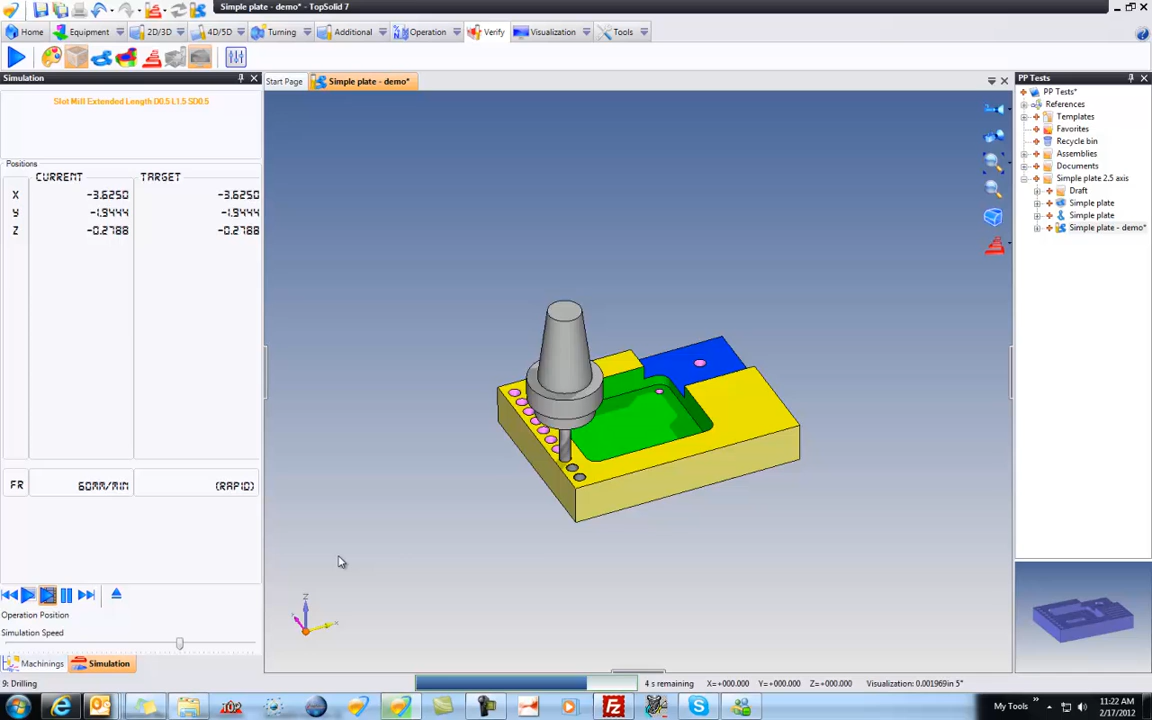 Simple plate - demo* - TopSolid 7
Home
Equipment
2D/3D
4D/5D
Turning
Additional
Operation
Verify
Visualization
Tools
Simulation
Start Page
Simple plate - demo*
PP Tests
Slot Mill Extended Length D0.5 L1.5 SD0.5
Positions
CURRENT TARGET
X -3.6250 -3.6250
Y -1.9444 -1.9444
Z -0.2788 -0.2788
FR 60MM/MIN (RAPID)
Operation Position
Simulation Speed
Machinings
Simulation
PP Tests*
References
Templates
Favorites
Recycle bin
Assemblies
Documents
Simple plate 2.5 axis
Draft
Simple plate
Simple plate
Simple plate - demo*
Z
X
9: Drilling
4 s remaining
X=+000.000 Y=+000.000 Z=+000.000
Visualization: 0.001969in 5°
My Tools
11:22 AM
2/17/2012